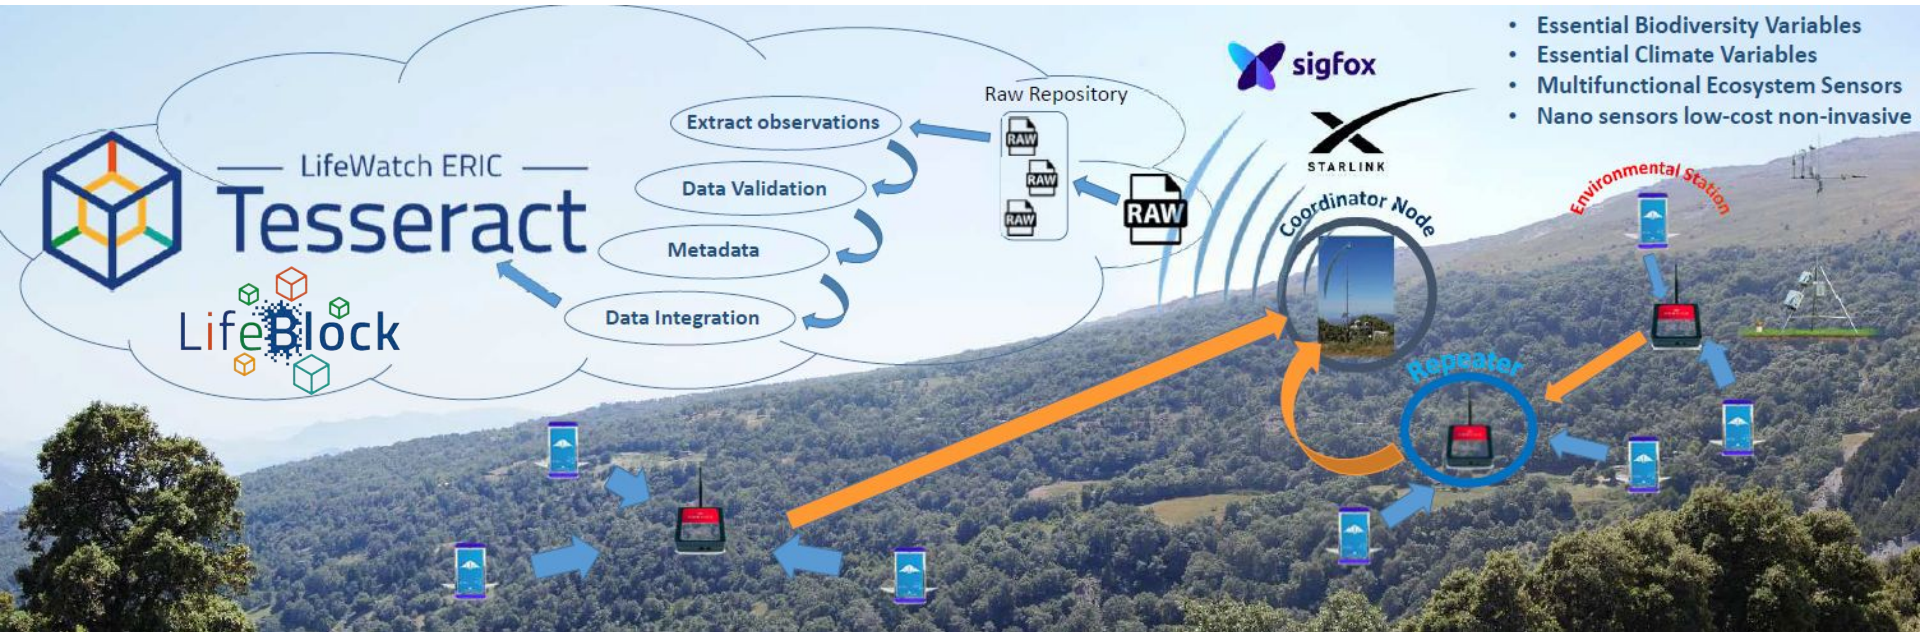 • Essential Biodiversity Variables
• Essential Climate Variables
• Multifunctional Ecosystem Sensors
• Nano sensors low-cost non-invasive
sigfox
STARLINK
Raw Repository
RAW
RAW
RAW
RAW
Extract observations
Data Validation
Metadata
Data Integration
LifeWatch ERIC
Tesseract
LifeBlock
Coordinator Node
Environmental Station
Repeater